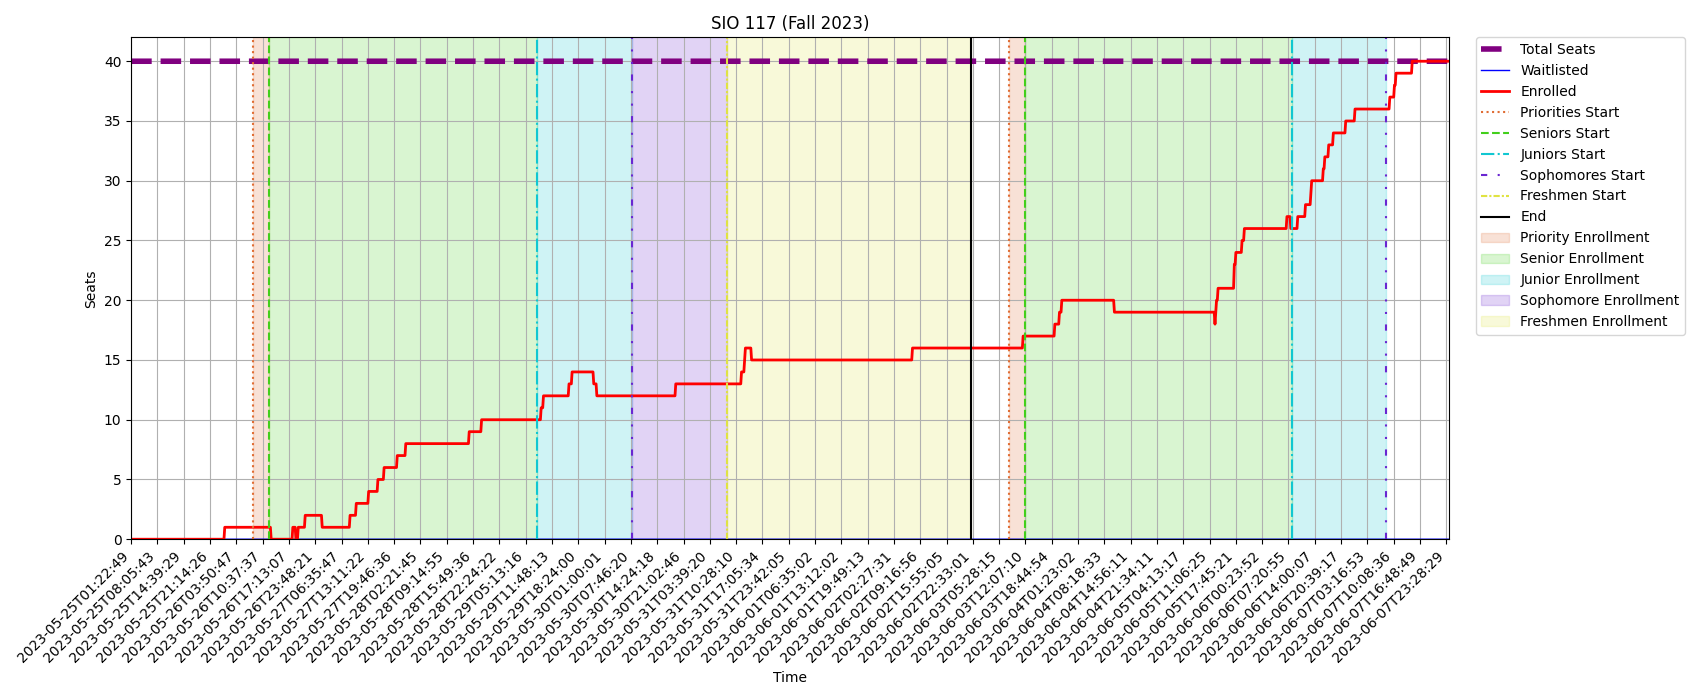 SIO 117 (Fall 2023)
Seats
40
35
30
25
20
15
10
5
0
2023-05-25T01:22:49
2023-05-25T08:05:43
2023-05-25T14:39:29
2023-05-25T21:14:26
2023-05-26T03:50:47
2023-05-26T10:37:37
2023-05-26T17:13:07
2023-05-26T23:48:21
2023-05-27T06:35:47
2023-05-27T13:11:22
2023-05-27T19:46:36
2023-05-28T02:21:45
2023-05-28T09:14:55
2023-05-28T15:49:36
2023-05-28T22:24:22
2023-05-29T05:13:16
2023-05-29T11:48:13
2023-05-29T18:24:00
2023-05-30T01:00:01
2023-05-30T07:46:20
2023-05-30T14:24:18
2023-05-30T21:02:46
2023-05-31T03:39:20
2023-05-31T10:28:10
2023-05-31T17:05:34
2023-05-31T23:42:05
2023-06-01T06:35:02
2023-06-01T13:12:02
2023-06-01T19:49:13
2023-06-02T02:27:31
2023-06-02T09:16:56
2023-06-02T15:55:05
2023-06-02T22:33:01
2023-06-03T05:28:15
2023-06-03T12:07:10
2023-06-03T18:44:54
2023-06-04T01:23:02
2023-06-04T08:18:33
2023-06-04T14:56:11
2023-06-04T21:34:11
2023-06-05T04:13:17
2023-06-05T11:06:25
2023-06-05T17:45:21
2023-06-06T00:23:52
2023-06-06T07:20:55
2023-06-06T14:00:07
2023-06-06T20:39:17
2023-06-07T03:16:53
2023-06-07T10:08:36
2023-06-07T16:48:49
2023-06-07T23:28:29
Time
Total Seats
Waitlisted
Enrolled
Priorities Start
Seniors Start
Juniors Start
Sophomores Start
Freshmen Start
End
Priority Enrollment
Senior Enrollment
Junior Enrollment
Sophomore Enrollment
Freshmen Enrollment